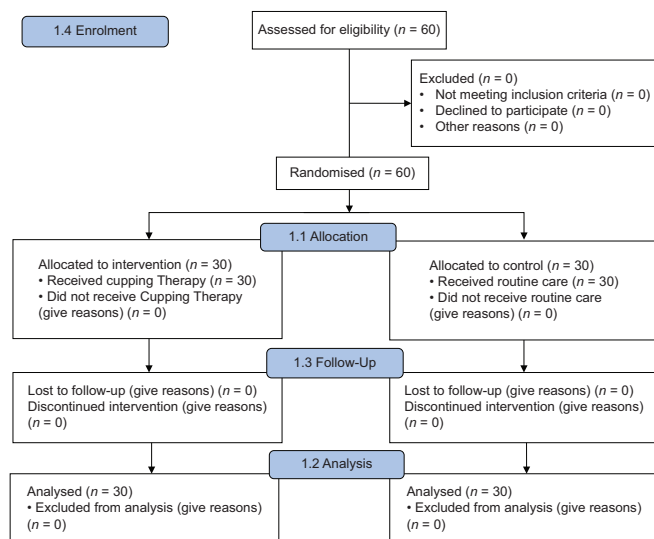 1.4 Enrolment
Assessed for eligibility (n = 60)
Excluded (n = 0)
• Not meeting inclusion criteria (n = 0)
• Declined to participate (n = 0)
• Other reasons (n = 0)
Randomised (n = 60)
1.1 Allocation
Allocated to intervention (n = 30)
• Received cupping Therapy (n = 30)
• Did not receive Cupping Therapy
(give reasons) (n = 0)
Allocated to control (n = 30)
• Received routine care (n = 30)
• Did not receive routine care
(give reasons) (n = 0)
1.3 Follow-Up
Lost to follow-up (give reasons) (n = 0)
Discontinued intervention (give reasons)
(n = 0)
Lost to follow-up (give reasons) (n = 0)
Discontinued intervention (give reasons)
(n = 0)
1.2 Analysis
Analysed (n = 30)
• Excluded from analysis (give reasons)
(n = 0)
Analysed (n = 30)
• Excluded from analysis (give reasons)
(n = 0)